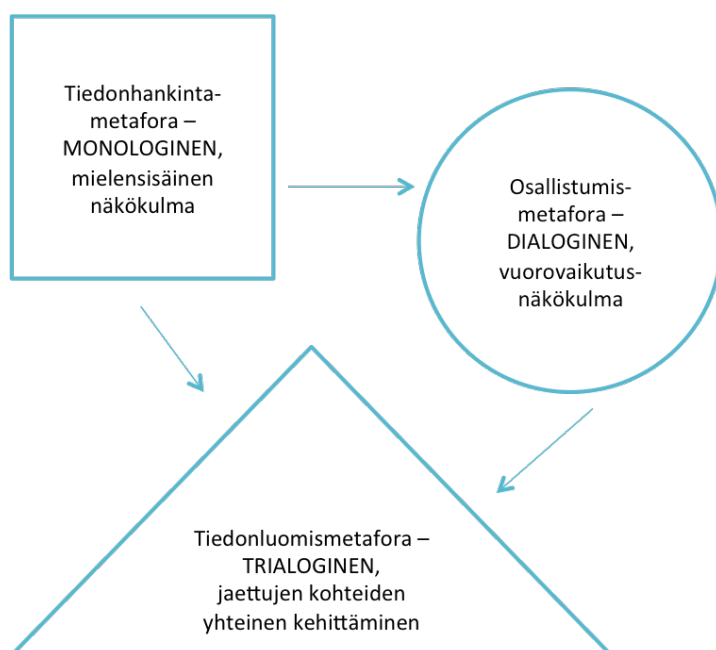 Tiedonhankinta-
metafora –
MONOLOGINEN,
mielensisäinen
näkökulma
Osallistumis-
metafora –
DIALOGINEN,
vuorovaikutus-
näkökulma
Tiedonluomismetafora –
TRIALOGINEN,
jaettujen kohteiden
yhteinen kehittäminen